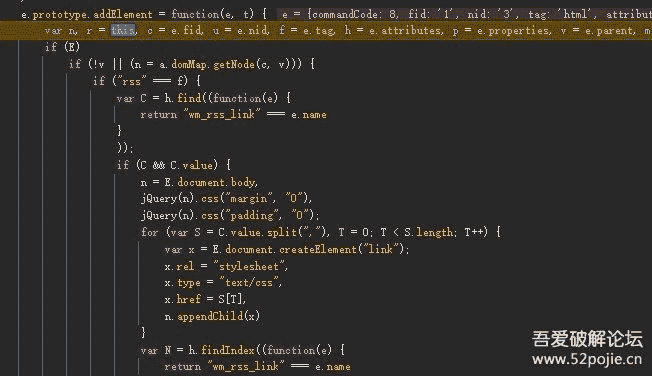 e.prototype.addElement = function(e, t) { e = {commandCode: 8, fid: '1', nid: '3', tag: 'html', attribut
var n, r = this, c = e.fid, u = e.nid, f = e.tag, h = e.attributes, p = e.properties, v = e.parent, m
if (E)
if (!v || (n = a.domMap.getNode(c, v))) {
if ("rss" === f) {
var C = h.find((function(e) {
return "wm_rss_link" === e.name
}
));
if (C && C.value) {
n = E.document.body,
jQuery(n).css("margin", "0"),
jQuery(n).css("padding", "0");
for (var S = C.value.split(","), T = 0; T < S.length; T++) {
var x = E.document.createElement("link");
x.rel = "stylesheet",
x.type = "text/css",
x.href = S[T],
n.appendChild(x)
}
var N = h.findIndex((function(e) {
return "wm_rss_link" === e.name
吾爱破解论坛
www.52pojie.cn